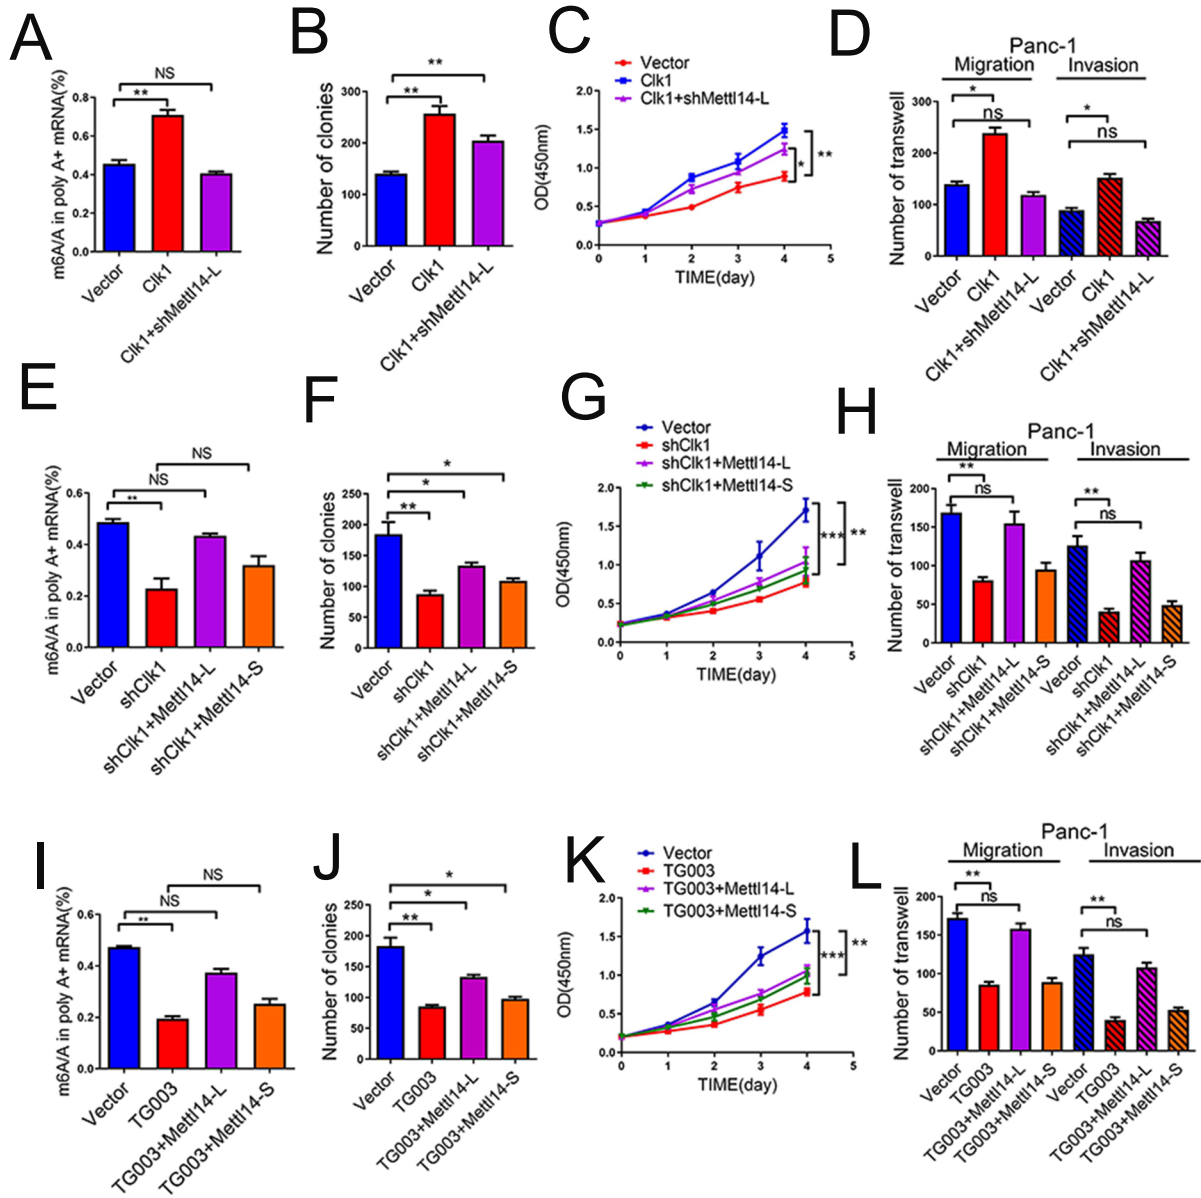 A
m6A/A in poly A+ mRNA(%)
NS
**
0.8
0.6
0.4
0.2
0.0
Vector
Clk1
Clk1+shMettl14-L
B
Number of clonies
**
**
300
200
100
0
Vector
Clk1
Clk1+shMettl14-L
C
Vector
Clk1
Clk1+shMettl14-L
OD(450nm)
2.0
1.5
1.0
0.5
0.0
*
**
0 1 2 3 4 5
TIME(day)
D
Panc-1
Migration Invasion
Number of transwell
*
ns
*
ns
300
200
100
0
Vector
Clk1
Clk1+shMettl14-L
Vector
Clk1
Clk1+shMettl14-L
E
m6A/A in poly A+ mRNA(%)
NS
NS
**
0.6
0.4
0.2
0.0
Vector
shClk1
shClk1+Mettl14-L
shClk1+Mettl14-S
F
Number of clonies
*
*
**
250
200
150
100
50
0
Vector
shClk1
shClk1+Mettl14-L
shClk1+Mettl14-S
G
Vector
shClk1
shClk1+Mettl14-L
shClk1+Mettl14-S
OD(450nm)
2.0
1.5
1.0
0.5
0.0
***
**
0 1 2 3 4 5
TIME(day)
H
Panc-1
Migration Invasion
Number of transwell
**
ns
**
ns
200
150
100
50
0
Vector
shClk1
shClk1+Mettl14-L
shClk1+Mettl14-S
Vector
shClk1
shClk1+Mettl14-L
shClk1+Mettl14-S
I
m6A/A in poly A+ mRNA(%)
NS
NS
**
0.6
0.4
0.2
0.0
Vector
TG003
TG003+Mettl14-L
TG003+Mettl14-S
J
Number of clonies
*
*
**
250
200
150
100
50
0
Vector
TG003
TG003+Mettl14-L
TG003+Mettl14-S
K
Vector
TG003
TG003+Mettl14-L
TG003+Mettl14-S
OD(450nm)
2.0
1.5
1.0
0.5
0.0
***
**
0 1 2 3 4 5
TIME(day)
L
Panc-1
Migration Invasion
Number of transwell
**
ns
**
ns
200
150
100
50
0
Vector
TG003
TG003+Mettl14-L
TG003+Mettl14-S
Vector
TG003
TG003+Mettl14-L
TG003+Mettl14-S